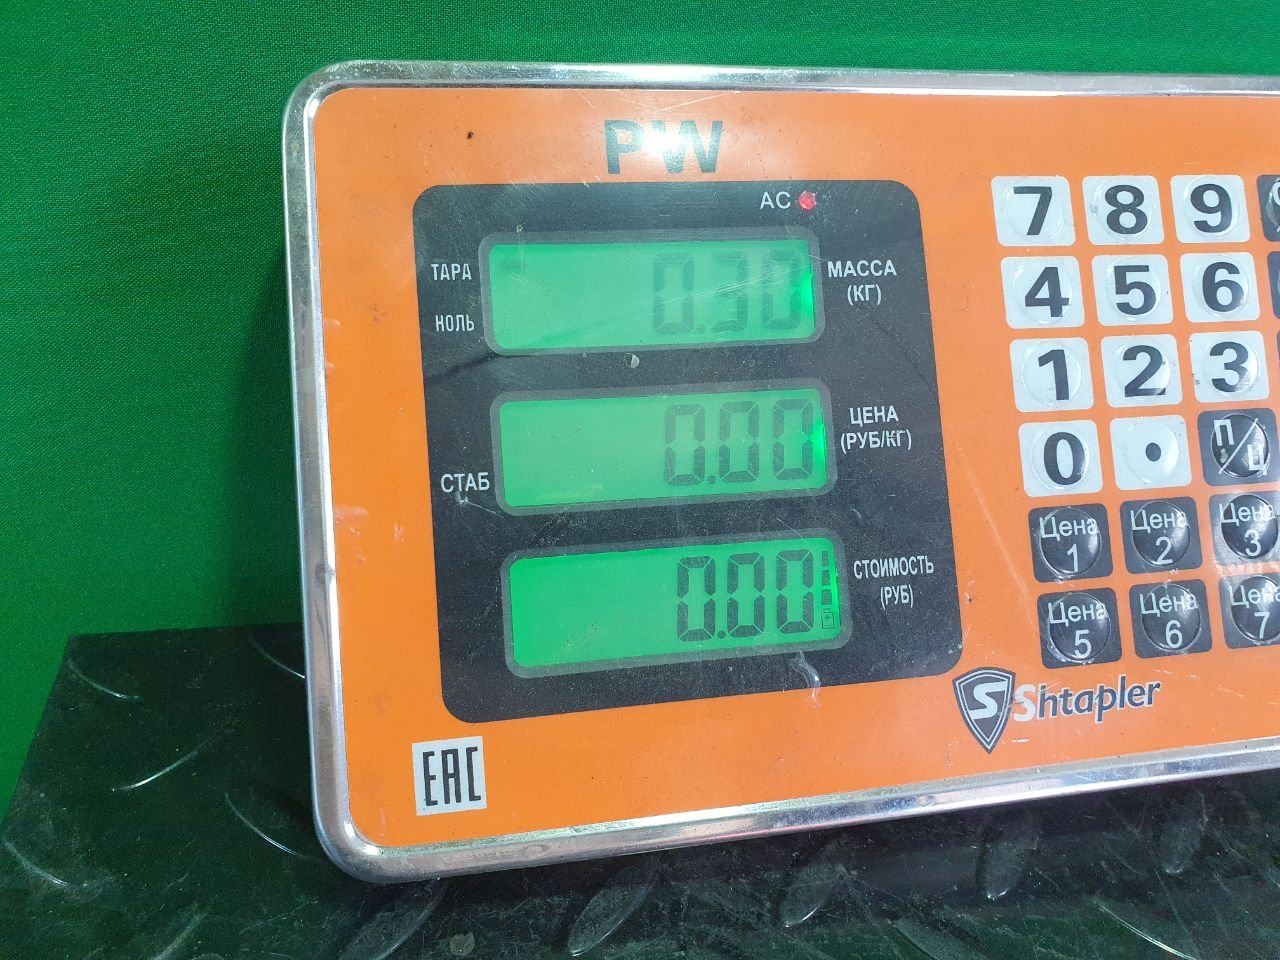 PW
AC
ТАРА
НОЛЬ
0.30
МАССА
(КГ)
0.00
ЦЕНА
(РУБ/КГ)
СТАБ
0.00
СТОИМОСТЬ
(РУБ)
7 8 9
4 5 6
1 2 3
0 . П/Ц
Цена 1 Цена 2 Цена 3
Цена 5 Цена 6 Цена 7
S Shtapler
EAC